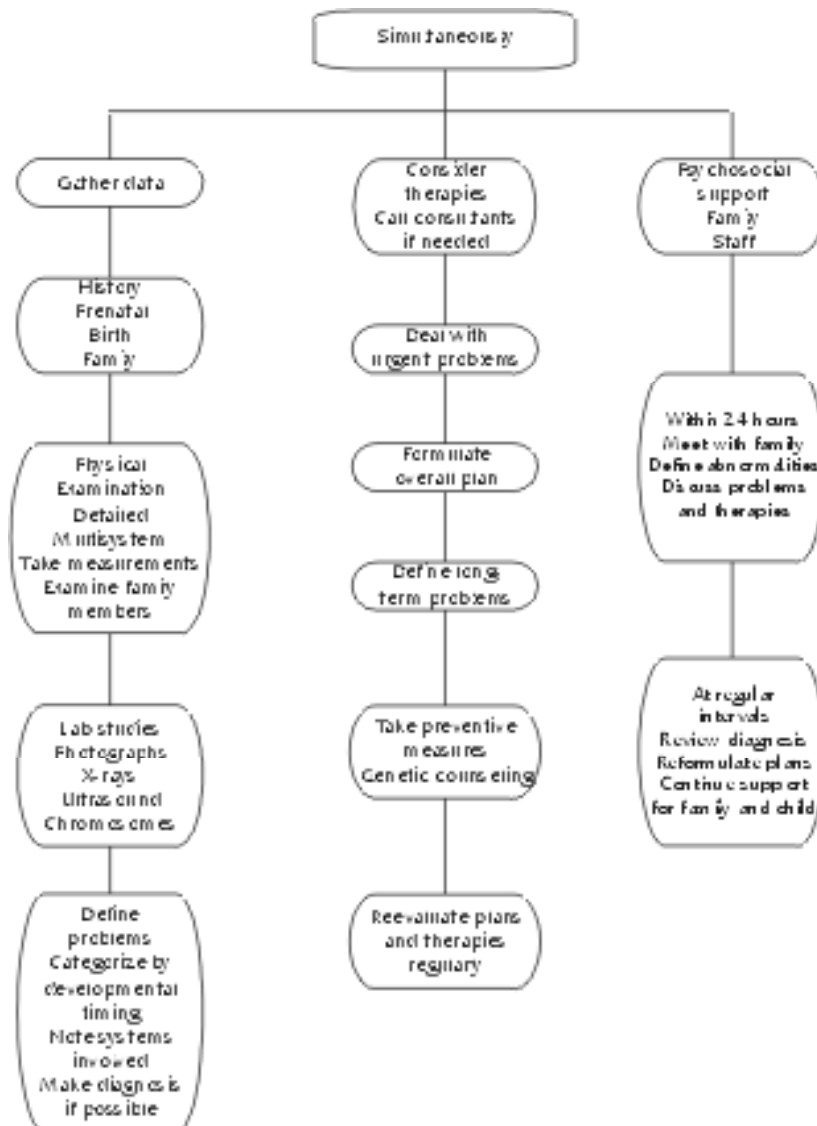 Simultaneously
Gather data
History
Prenatal
Birth
Family
Physical
Examination
Detailed
Multisystem
Take measurements
Examine family
members
Lab studies
Photographs
X-rays
Ultrasound
Chromosomes
Define
problems
Categorize by
developmental
timing
Note systems
involved
Make diagnosis
if possible
Consider
therapies
Call consultants
if needed
Deal with
urgent problems
Formulate
overall plan
Define long
term problems
Take preventive
measures
Genetic counseling
Reevaluate plans
and therapies
regulary
Psychosocial
support
Family
Staff
Within 24 hours
Meet with family
Define abnormalities
Discuss problems
and therapies
At regular
intervals
Review diagnosis
Reformulate plans
Continue support
for family and child